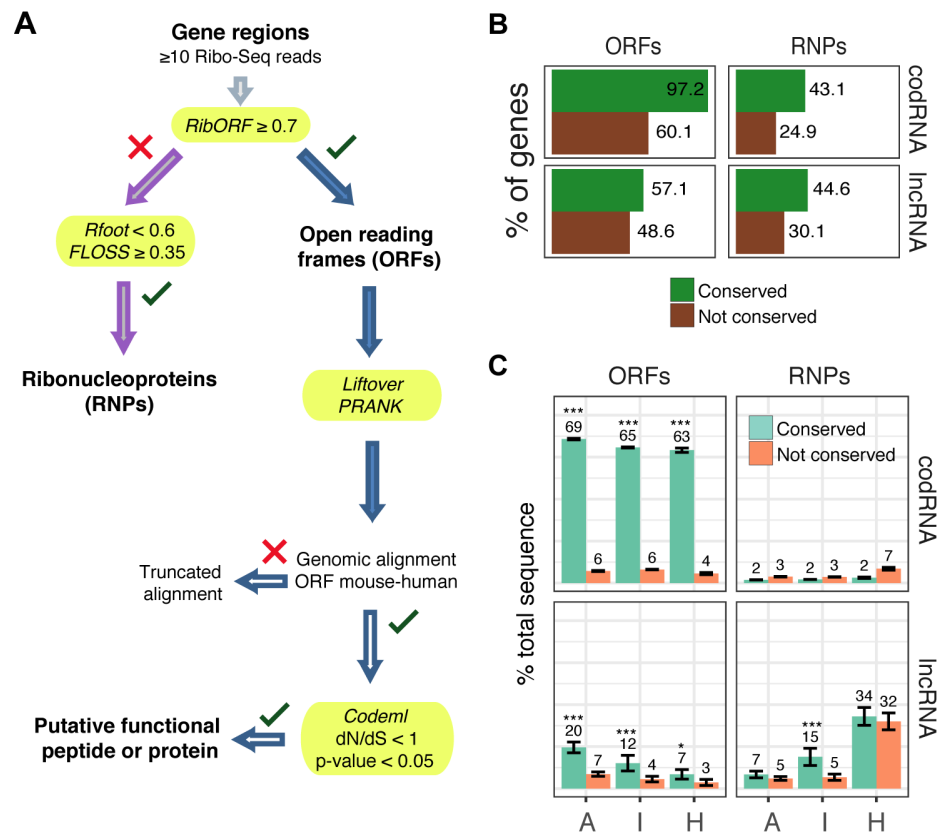 A
Gene regions
≥10 Ribo-Seq reads
RibORF ≥ 0.7
Rfoot < 0.6
FLOSS ≥ 0.35
Open reading
frames (ORFs)
Ribonucleoproteins
(RNPs)
Liftover
PRANK
Genomic alignment
ORF mouse-human
Truncated
alignment
Putative functional
peptide or protein
Codeml
dN/dS < 1
p-value < 0.05
B
ORFs RNPs
% of genes
97.2 43.1
60.1 24.9
codRNA
57.1 44.6
48.6 30.1
lncRNA
Conserved
Not conserved
C
ORFs RNPs
% total sequence
Conserved
Not conserved
*** *** ***
69 6 65 6 63 4
2 3 2 3 2 7
codRNA
*** *** *
20 7 12 4 7 3
***
7 5 15 5 34 32
lncRNA
A I H A I H